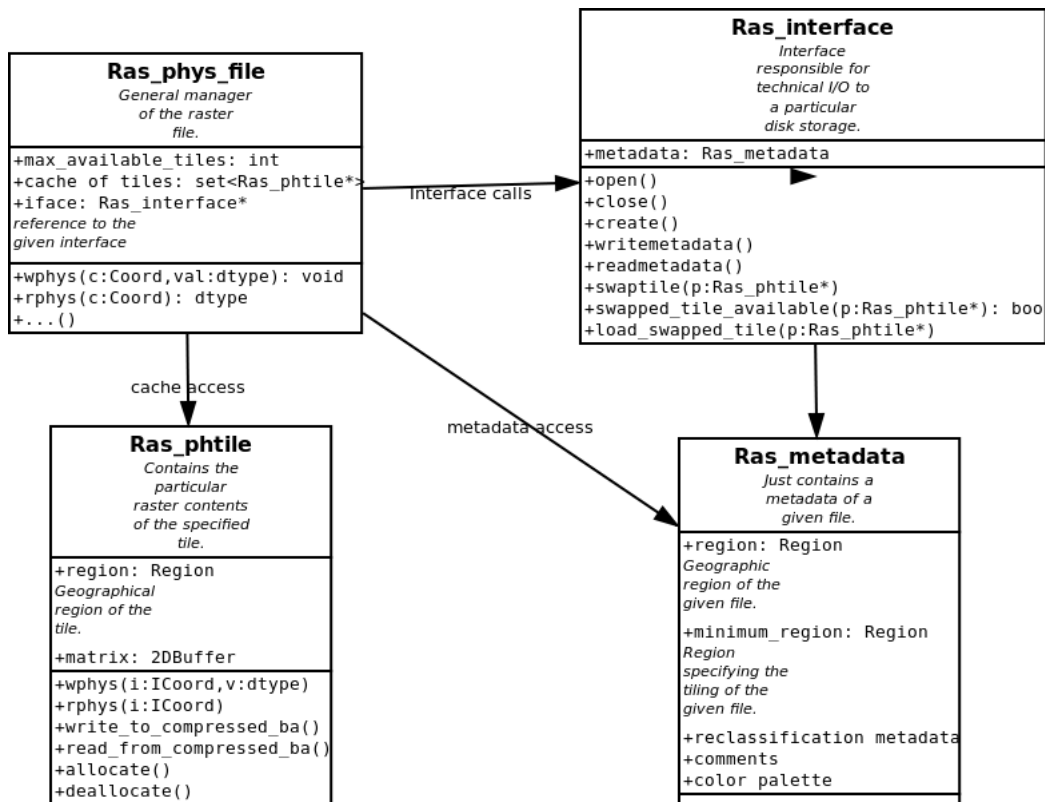 Ras_phys_file
General manager
of the raster
file.
+max_available_tiles: int
+cache of tiles: set<Ras_phtile*>
+iface: Ras_interface*
reference to the
given interface
+wphys(c:Coord,val:dtype): void
+rphys(c:Coord): dtype
+...()
Interface calls
Ras_interface
Interface
responsible for
technical I/O to
a particular
disk storage.
+metadata: Ras_metadata
+open()
+close()
+create()
+writemetadata()
+readmetadata()
+swaptile(p:Ras_phtile*)
+swapped_tile_available(p:Ras_phtile*): boo
+load_swapped_tile(p:Ras_phtile*)
cache access
metadata access
Ras_phtile
Contains the
particular
raster contents
of the specified
tile.
+region: Region
Geographical
region of the
tile.
+matrix: 2DBuffer
+wphys(i:ICoord,v:dtype)
+rphys(i:ICoord)
+write_to_compressed_ba()
+read_from_compressed_ba()
+allocate()
+deallocate()
Ras_metadata
Just contains a
metadata of a
given file.
+region: Region
Geographic
region of the
given file.
+minimum_region: Region
Region
specifying the
tiling of the
given file.
+reclassification metadata
+comments
+color palette